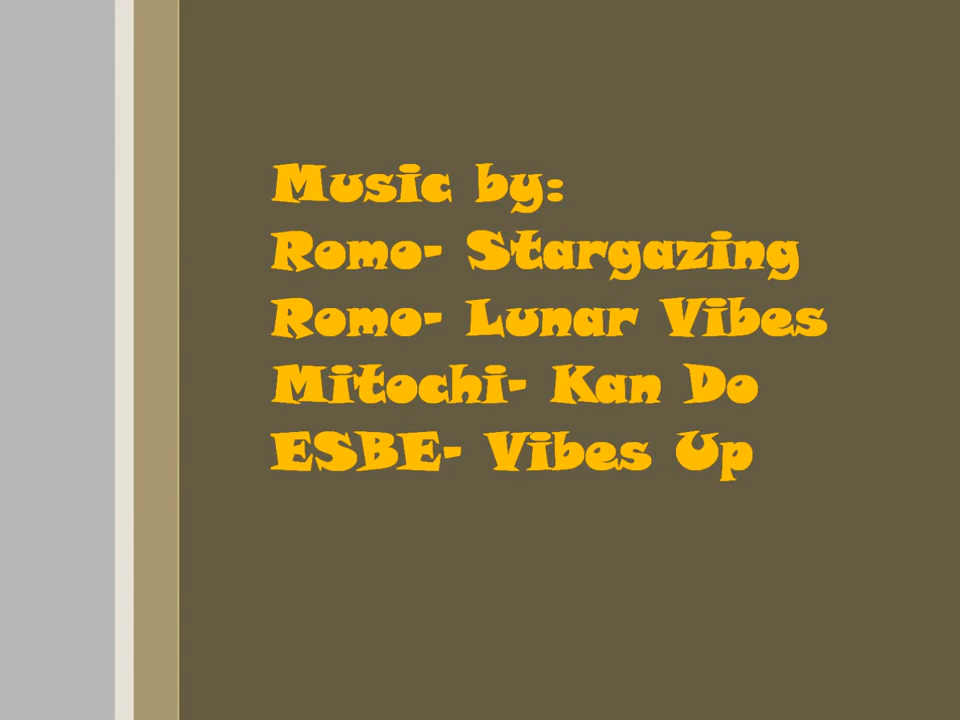 Music by:
Romo- Stargazing
Romo- Lunar Vibes
Mitochi- Kan Do
ESBE- Vibes Up